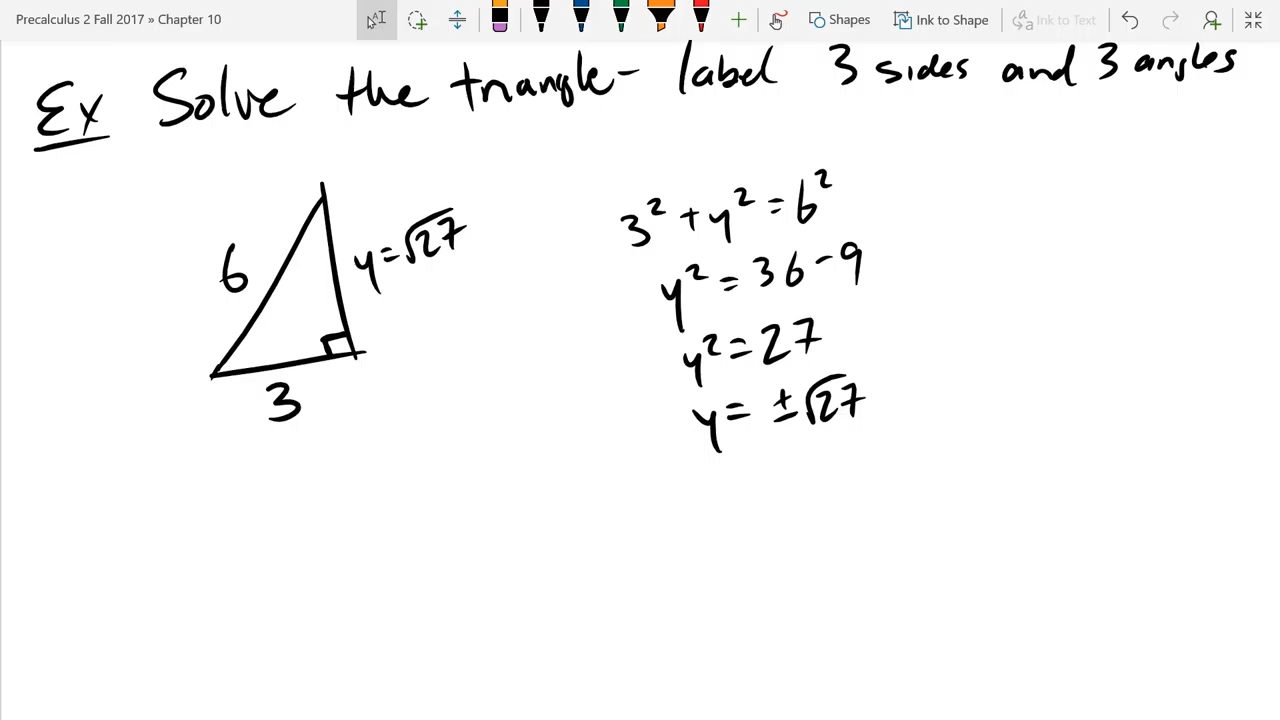 Precalculus 2 Fall 2017 » Chapter 10
Shapes
Ink to Shape
Ink to Text
Ex Solve the triangle - label 3 sides and 3 angles
6
y=√27
3
3² + y² = 6²
y² = 36 - 9
y² = 27
y = ±√27